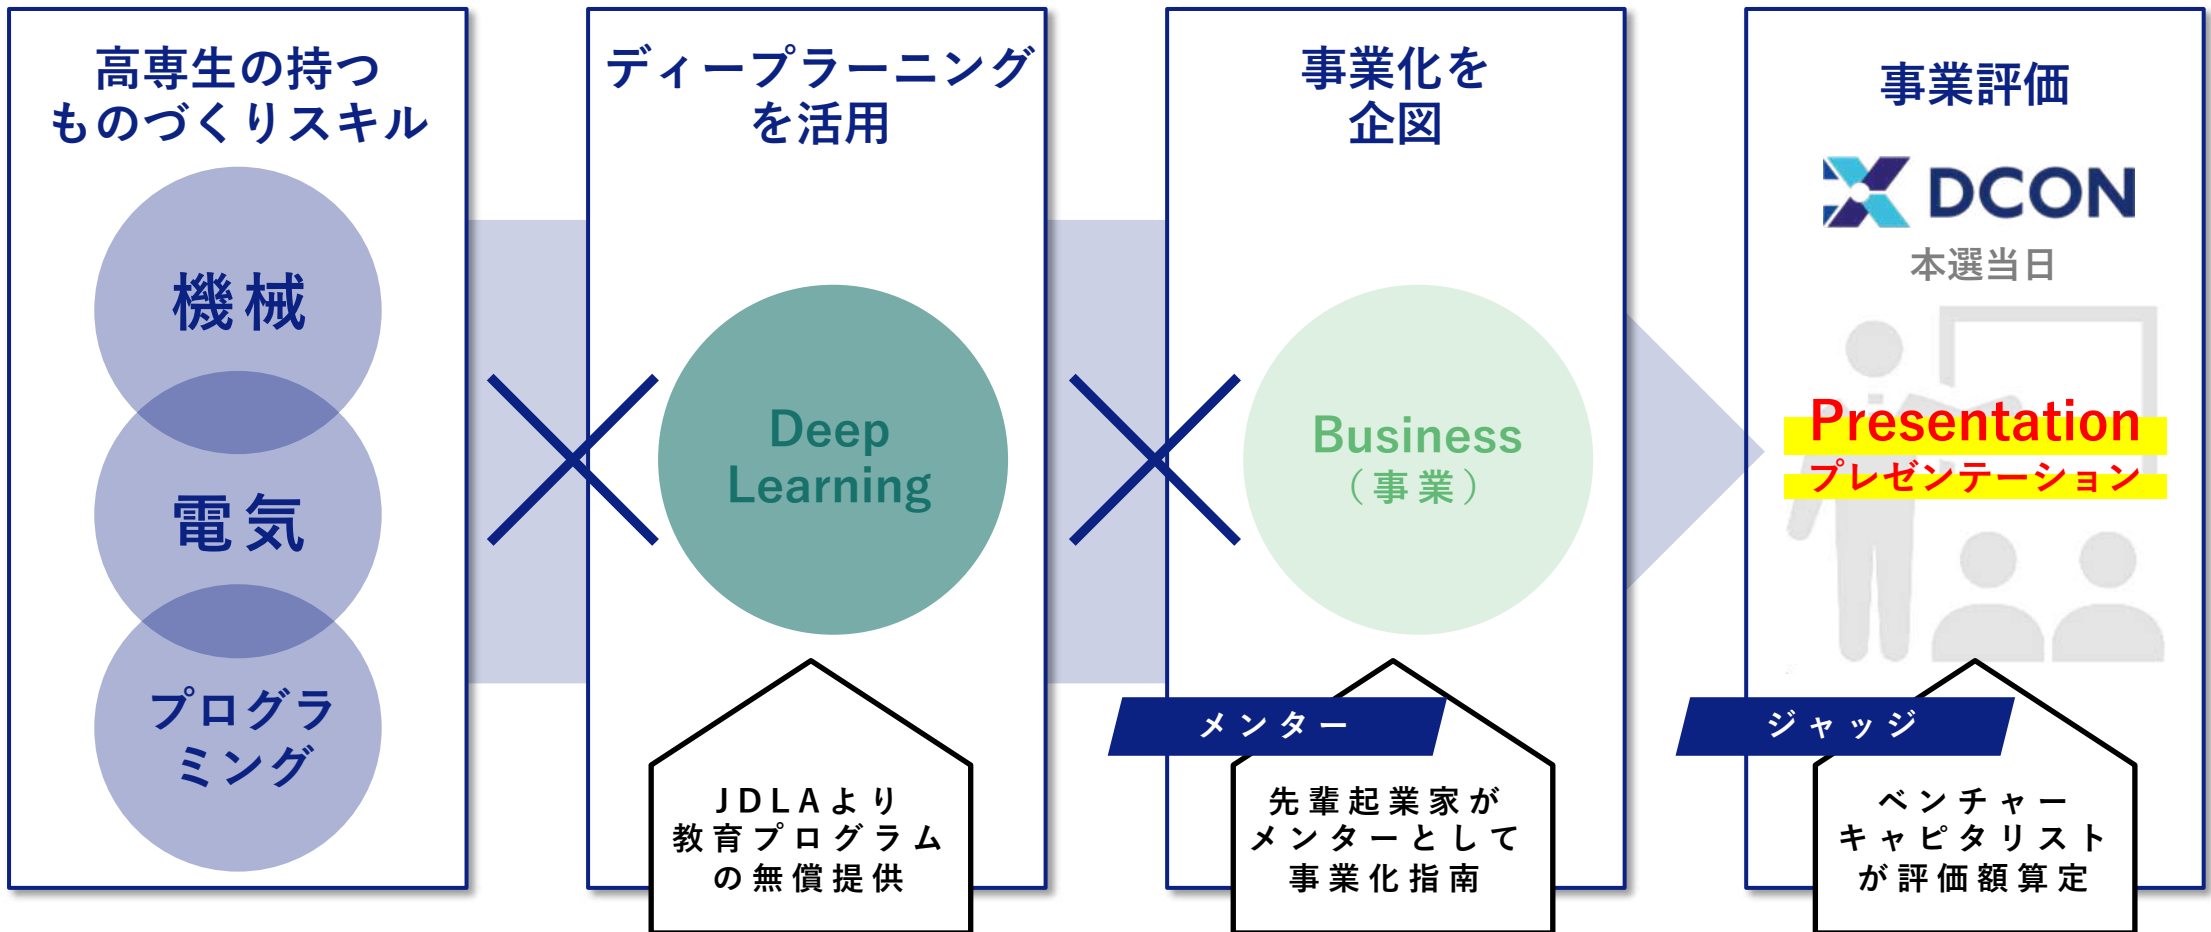 高専生の持つ
ものづくりスキル
機械
電気
プログラ
ミング
ディープラーニング
を活用
Deep
Learning
JDLAより
教育プログラム
の無償提供
事業化を
企図
Business
（事業）
メンター
先輩起業家が
メンターとして
事業化指南
事業評価
DCON
本選当日
Presentation
プレゼンテーション
ジャッジ
ベンチャー
キャピタリスト
が評価額算定